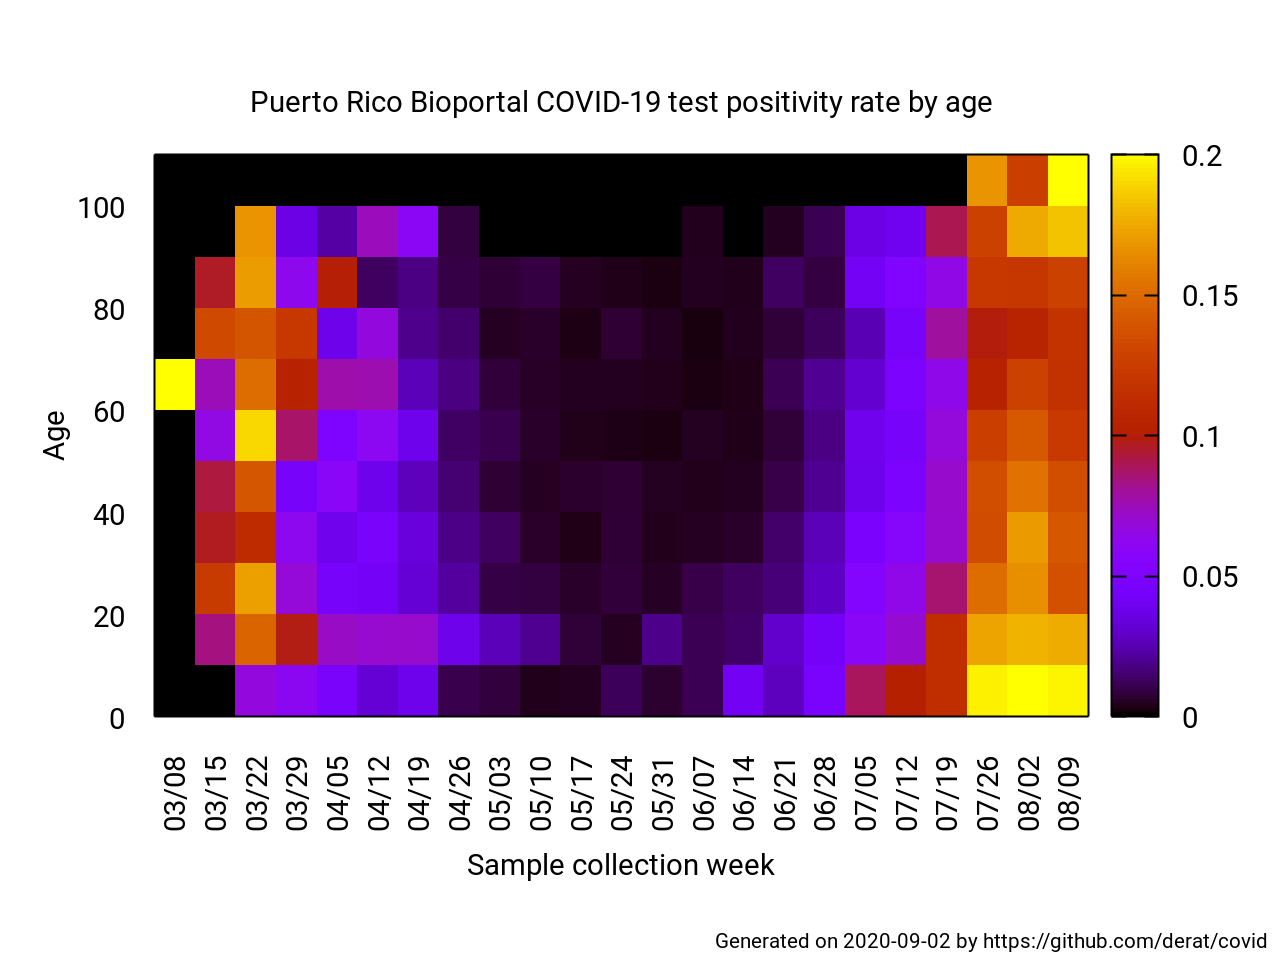 Puerto Rico Bioportal COVID-19 test positivity rate by age
0.2
100
80
0.15
Age
60
0.1
40
0.05
20
0
0
03/08 03/15 03/22 03/29 04/05 04/12 04/19 04/26 05/03 05/10 05/17 05/24 05/31 06/07 06/14 06/21 06/28 07/05 07/12 07/19 07/26 08/02 08/09
Sample collection week
Generated on 2020-09-02 by https://github.com/derat/covid